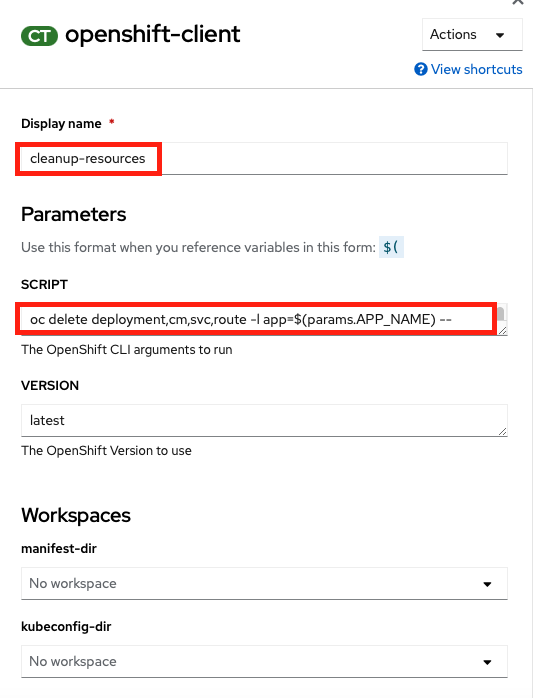 CT openshift-client
Actions
View shortcuts
Display name *
cleanup-resources
Parameters
Use this format when you reference variables in this form: $(
SCRIPT
oc delete deployment,cm,svc,route -l app=$(params.APP_NAME) --
The OpenShift CLI arguments to run
VERSION
latest
The OpenShift Version to use
Workspaces
manifest-dir
No workspace
kubeconfig-dir
No workspace